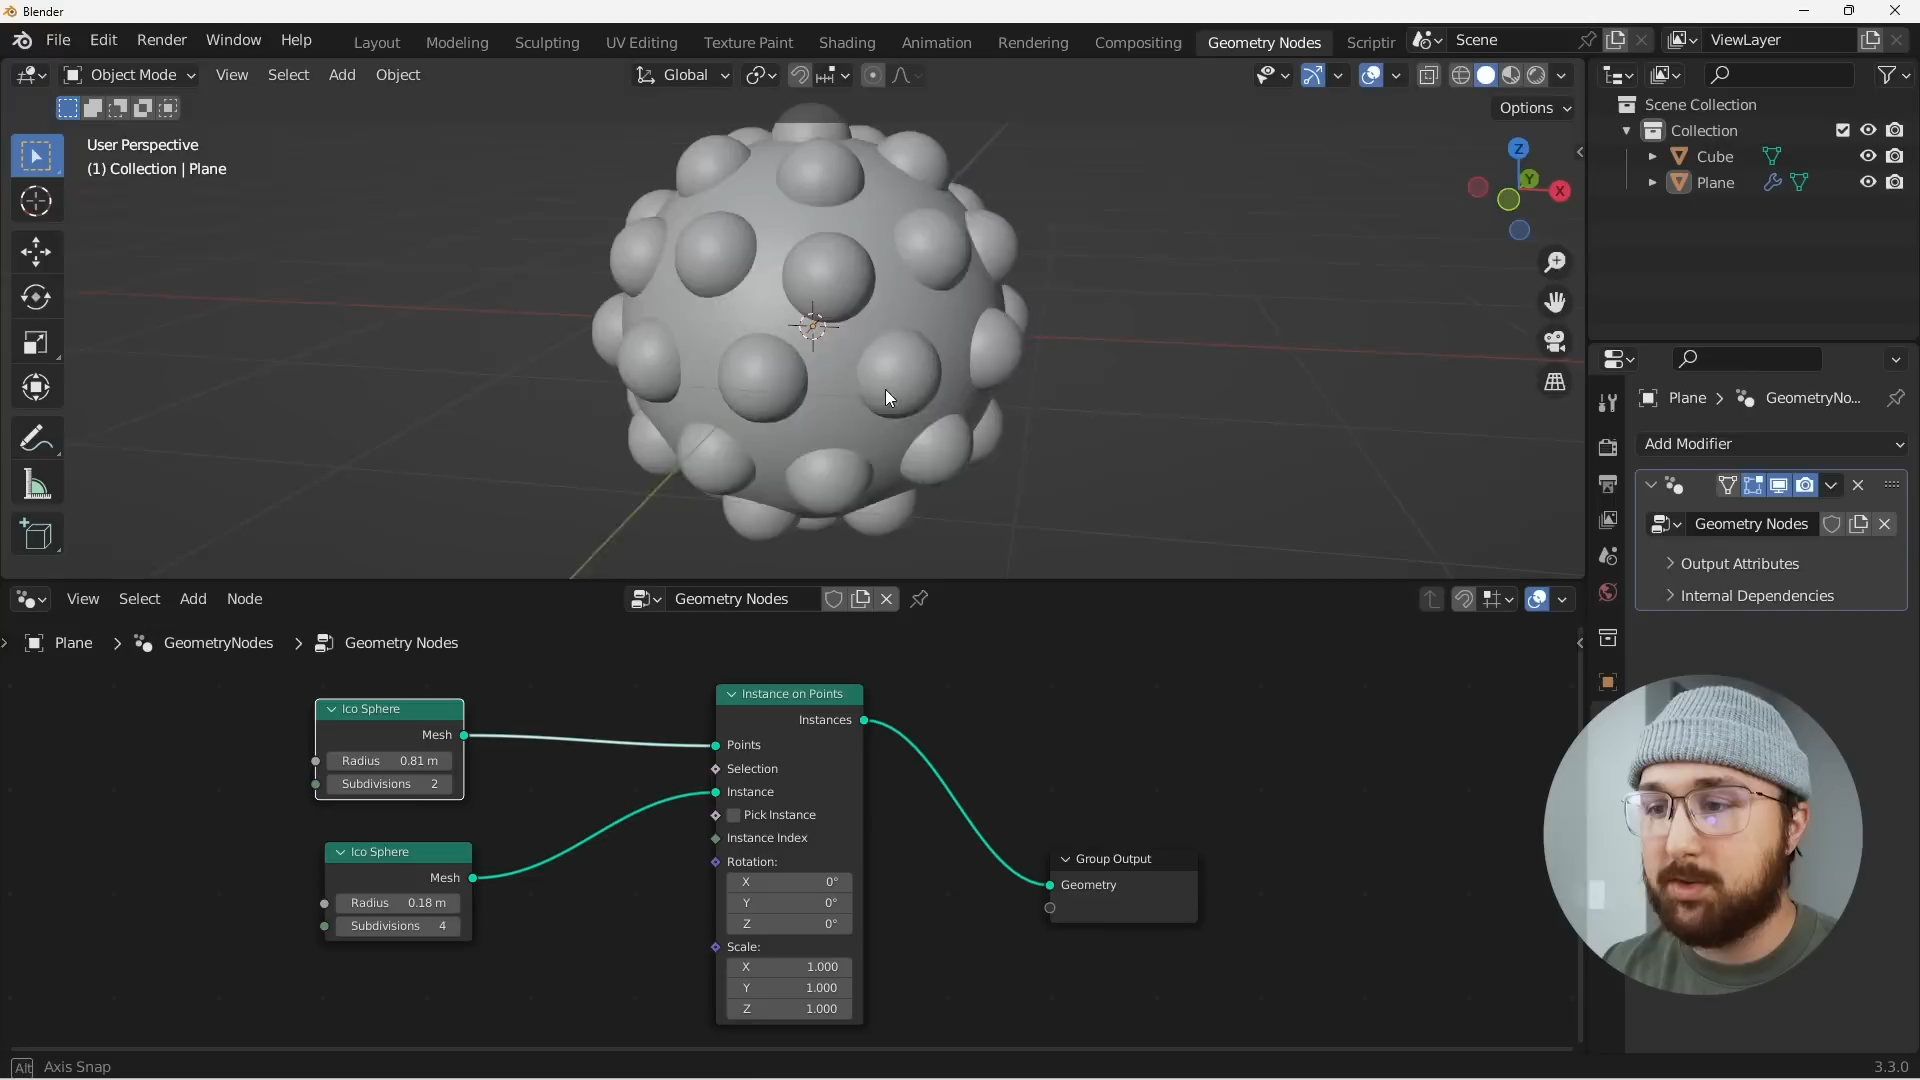 Blender
File Edit Render Window Help Layout Modeling Sculpting UV Editing Texture Paint Shading Animation Rendering Compositing Geometry Nodes Scriptir Scene ViewLayer
Object Mode View Select Add Object Global
Options
User Perspective
(1) Collection | Plane
Z
Y
X
Scene Collection
Collection
Cube
Plane
Plane > GeometryNo...
Add Modifier
Geometry Nodes
Output Attributes
Internal Dependencies
View Select Add Node Geometry Nodes
Plane > GeometryNodes > Geometry Nodes
Ico Sphere
Mesh
Radius 0.81 m
Subdivisions 2
Ico Sphere
Mesh
Radius 0.18 m
Subdivisions 4
Instance on Points
Instances
Points
Selection
Instance
Pick Instance
Instance Index
Rotation:
X 0°
Y 0°
Z 0°
Scale:
X 1.000
Y 1.000
Z 1.000
Group Output
Geometry
Alt Axis Snap
3.3.0